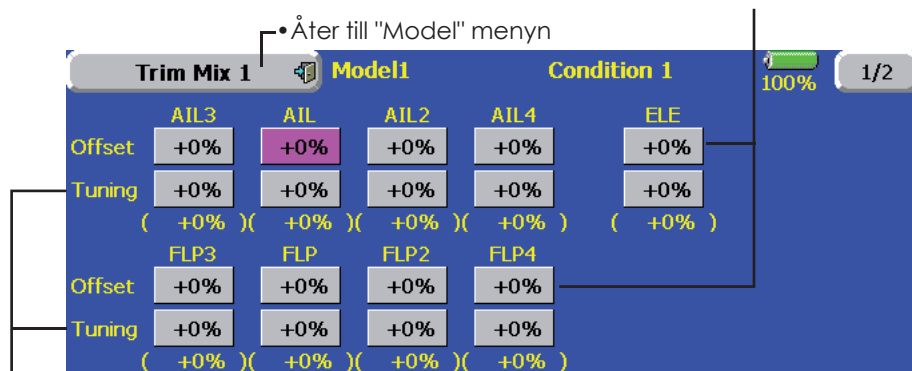 •Åter till "Model" menyn
Trim Mix 1 Model1 Condition 1 100% 1/2
AIL3 AIL AIL2 AIL4 ELE
Offset +0% +0% +0% +0% +0%
Tuning +0% +0% +0% +0% +0%
( +0% )( +0% )( +0% )( +0% ) ( +0% )
FLP3 FLP FLP2 FLP4
Offset +0% +0% +0% +0%
Tuning +0% +0% +0% +0%
( +0% )( +0% )( +0% )( +0% )